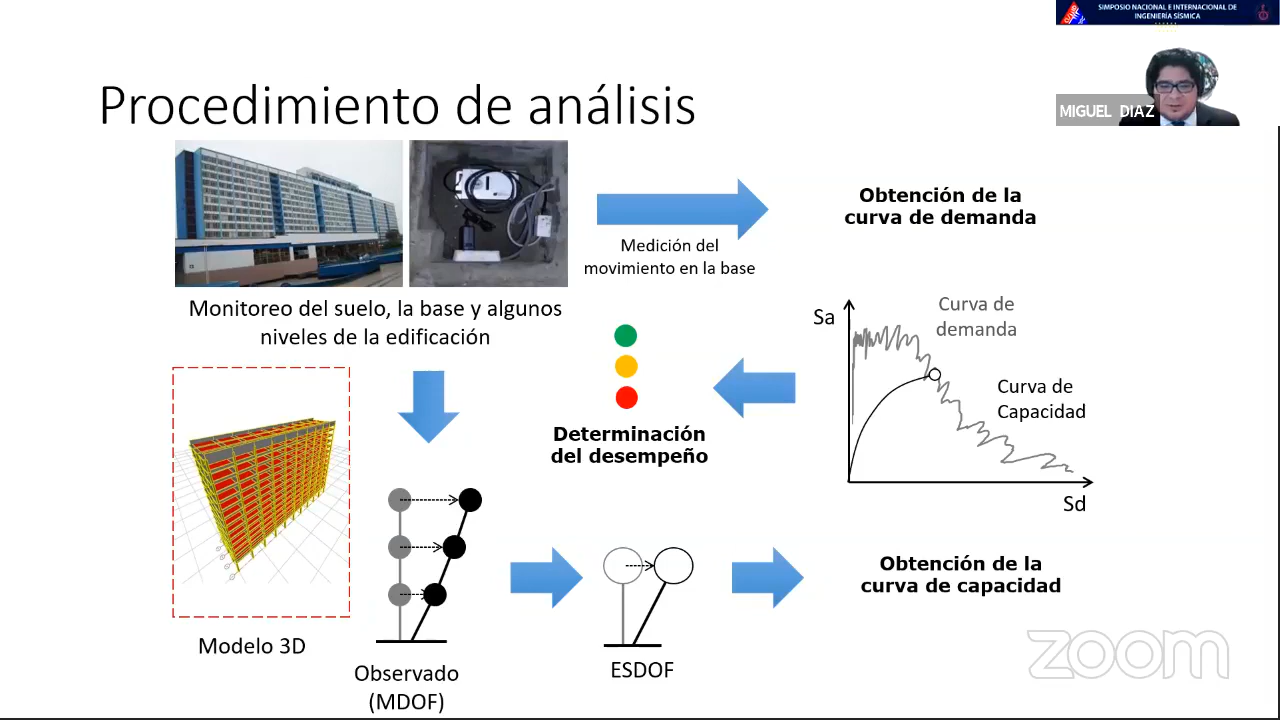 SIMPOSIO NACIONAL E INTERNACIONAL DE
INGENIERÍA SÍSMICA
MIGUEL DIAZ
Procedimiento de análisis
Obtención de la
curva de demanda
Medición del
movimiento en la base
Monitoreo del suelo, la base y algunos
niveles de la edificación
Sa
Curva de
demanda
Curva de
Capacidad
Sd
Determinación
del desempeño
Modelo 3D
Observado
(MDOF)
ESDOF
Obtención de la
curva de capacidad
zoom